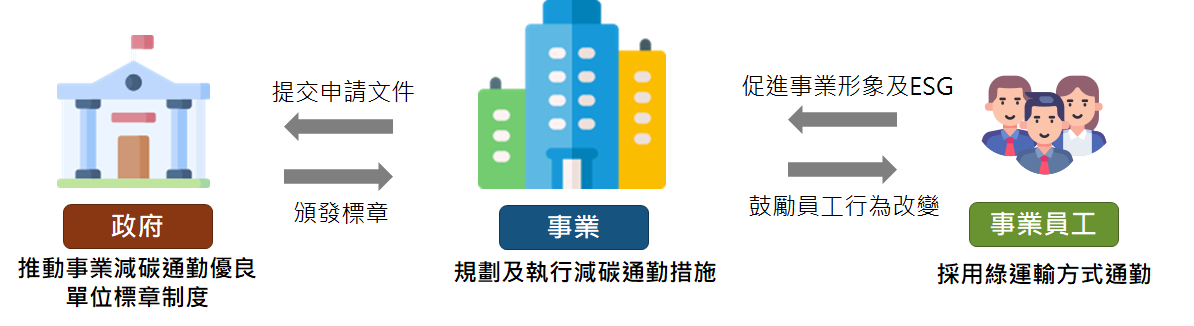 提交申請文件
頒發標章
促進事業形象及ESG
鼓勵員工行為改變
政府
事業
事業員工
推動事業減碳通勤優良
單位標章制度
規劃及執行減碳通勤措施
採用綠運輸方式通勤